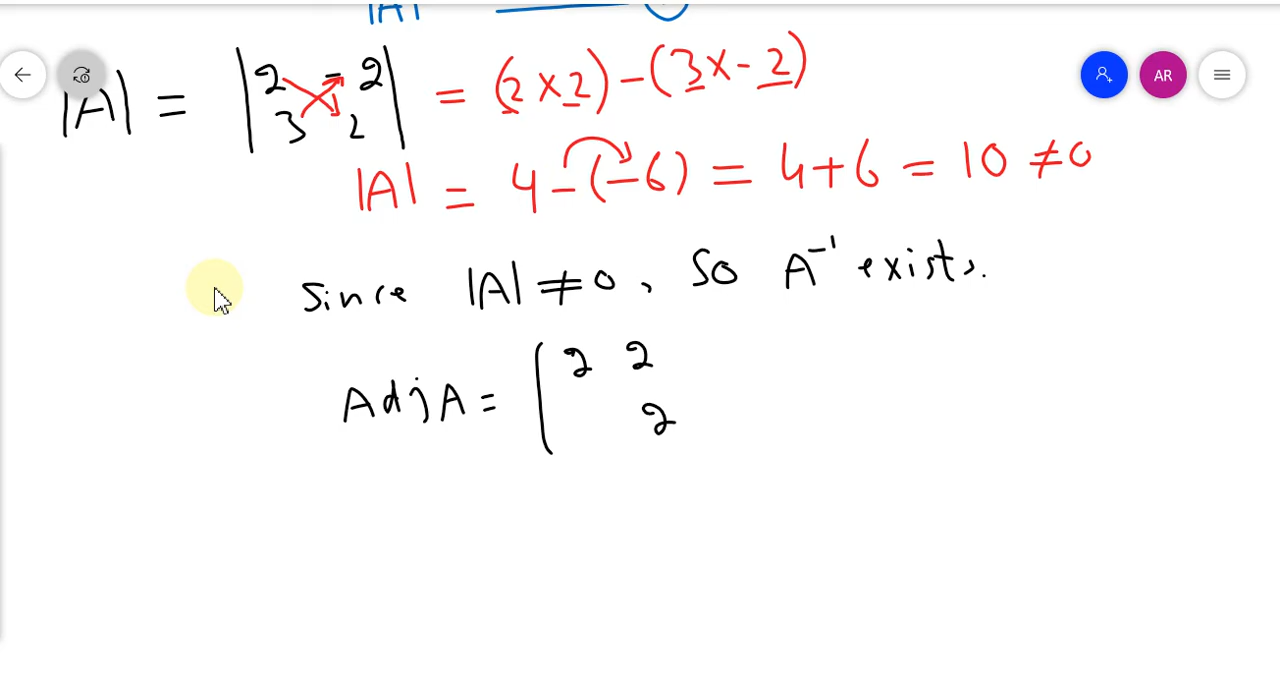 |A|
|A| = |2 -2| = (2×2)-(3×-2)
|3 2|
|A| = 4-(-6) = 4+6 = 10 ≠0
Since |A| ≠ 0, So A⁻¹ exists.
AdjA = (2 2
2
AR